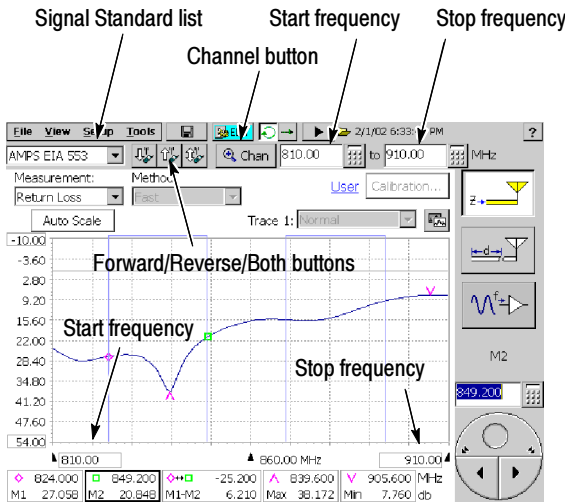 Signal Standard list
Start frequency
Stop frequency
Channel button
File View Setup Tools
2/1/02 6:33 PM
?
AMPS EIA 553
Chan
810.00
to
910.00
MHz
Measurement:
Method
User
Calibration...
Return Loss
Fast
Auto Scale
Trace 1:
Normal
Z
d
f
-10.00
-3.60
2.80
9.20
15.60
22.00
28.40
34.80
41.20
47.60
54.00
Forward/Reverse/Both buttons
Start frequency
Stop frequency
M2
849.200
810.00
860.00 MHz
910.00
824.000 849.200 -25.200 839.600 905.600 MHz
M1 27.058 M2 20.848 M1-M2 6.210 Max 38.172 Min 7.760 db